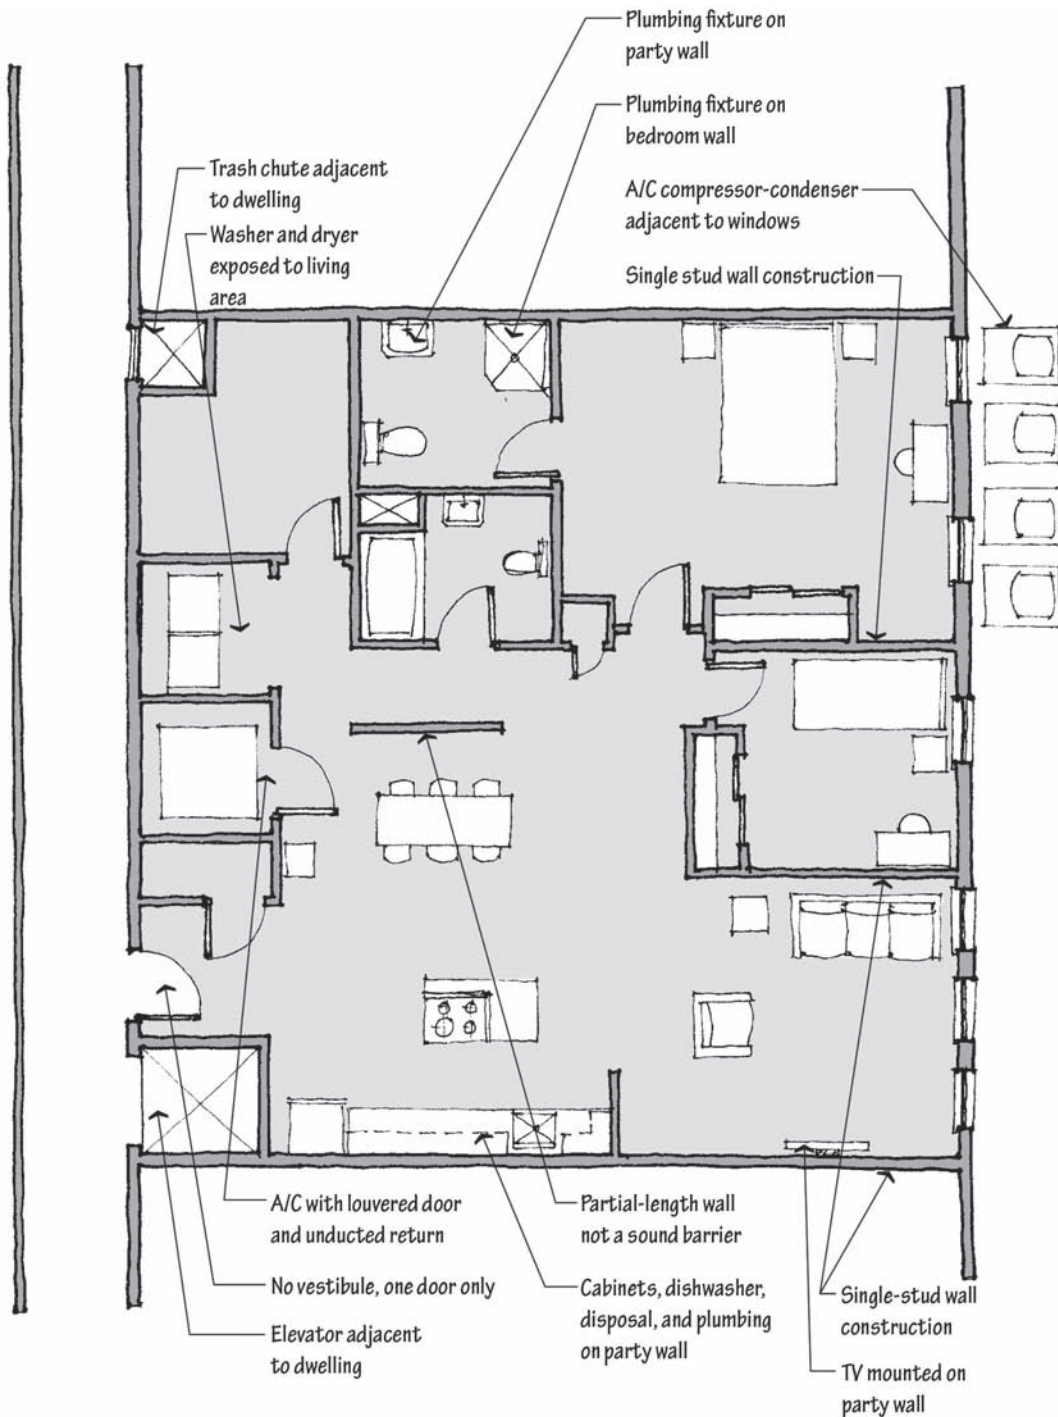 Plumbing fixture on
party wall
Plumbing fixture on
bedroom wall
Trash chute adjacent
to dwelling
Washer and dryer
exposed to living
area
A/C compressor-condenser
adjacent to windows
Single stud wall construction
A/C with louvered door
and unducted return
No vestibule, one door only
Elevator adjacent
to dwelling
Partial-length wall
not a sound barrier
Cabinets, dishwasher,
disposal, and plumbing
on party wall
Single-stud wall
construction
TV mounted on
party wall